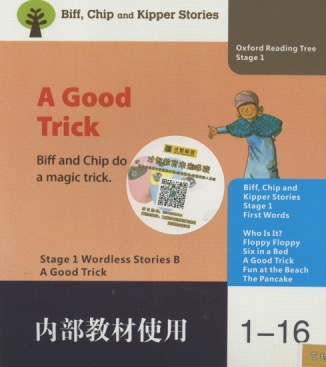 Biff, Chip and Kipper Stories
Oxford Reading Tree
Stage 1
A Good
Trick
Biff and Chip do
a magic trick.
Biff, Chip and
Kipper Stories
Stage 1
First Words
Who Is It?
Floppy Floppy
Six in a Bed
A Good Trick
Fun at the Beach
The Pancake
Stage 1 Wordless Stories B
A Good Trick
内部教材使用
1-16